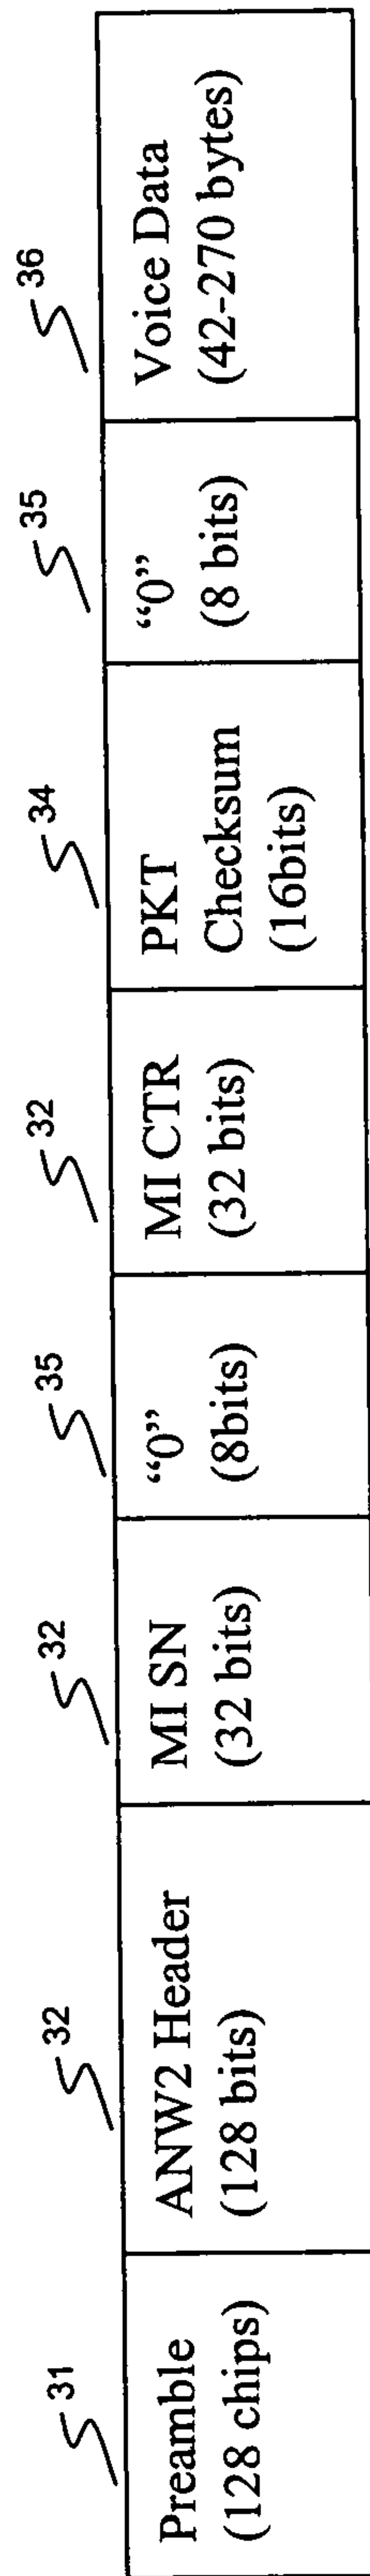 31
32
32
35
32
34
35
36
Preamble
(128 chips)
ANW2 Header
(128 bits)
MI SN
(32 bits)
“0”
(8bits)
MI CTR
(32 bits)
PKT
Checksum
(16bits)
“0”
(8 bits)
Voice Data
(42-270 bytes)